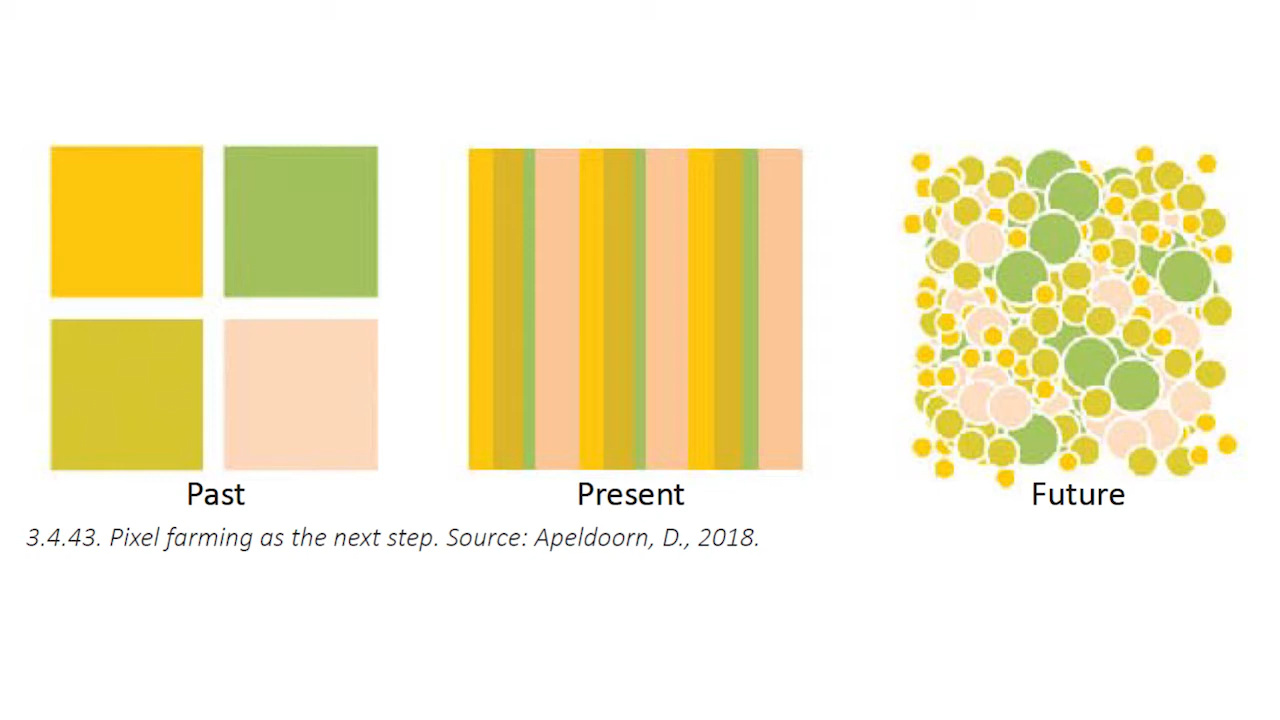 Past
Present
Future
3.4.43. Pixel farming as the next step. Source: Apeldoorn, D., 2018.